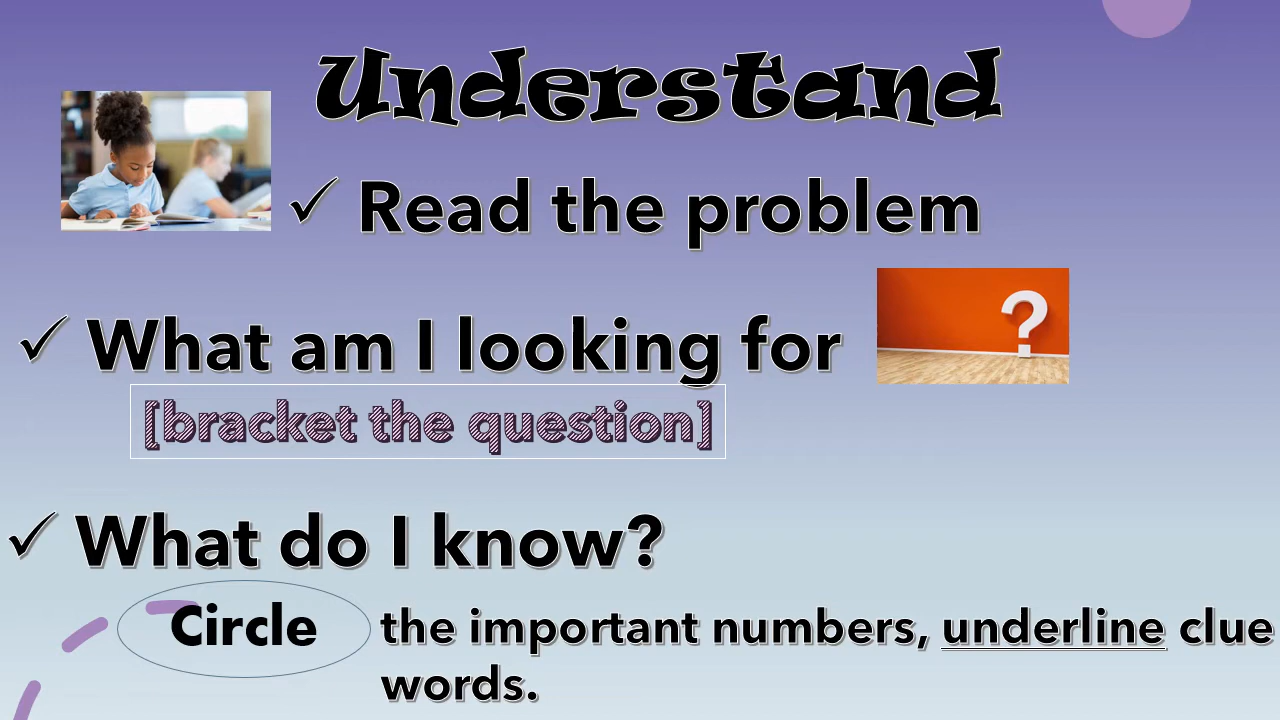 Understand
✓ Read the problem
✓ What am I looking for ?
[bracket the question]
✓ What do I know?
Circle the important numbers, underline clue
words.